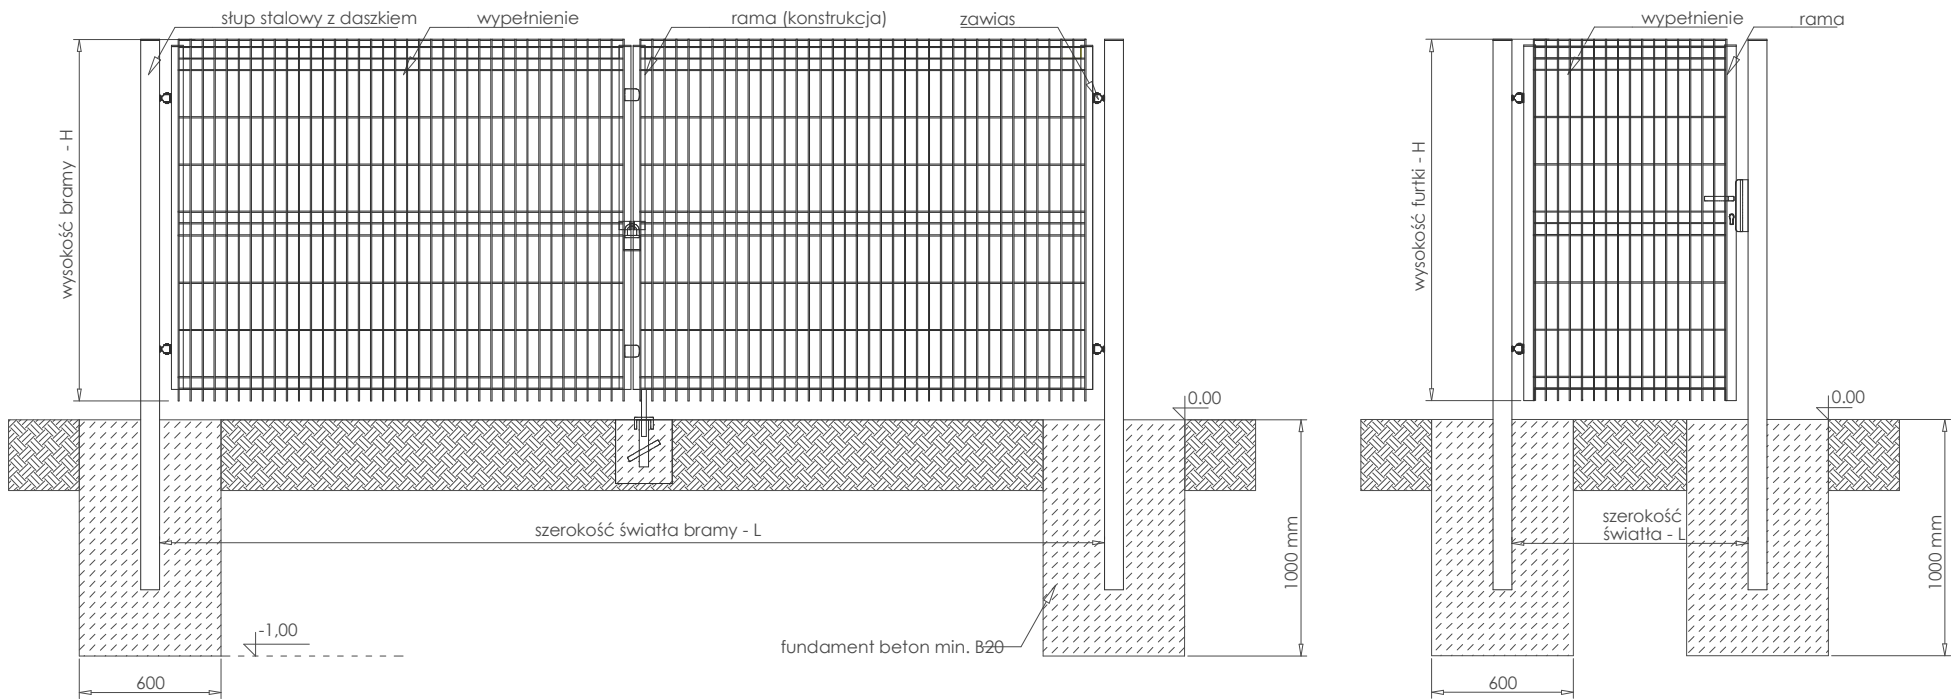 słup stalowy z daszkiem
wypełnienie
rama (konstrukcja)
zawias
wysokość bramy - H
0.00
szerokość światła bramy - L
1000 mm
-1,00
fundament beton min. B20
600
wypełnienie
rama
wysokość furtki - H
0.00
szerokość
światła - L
1000 mm
600